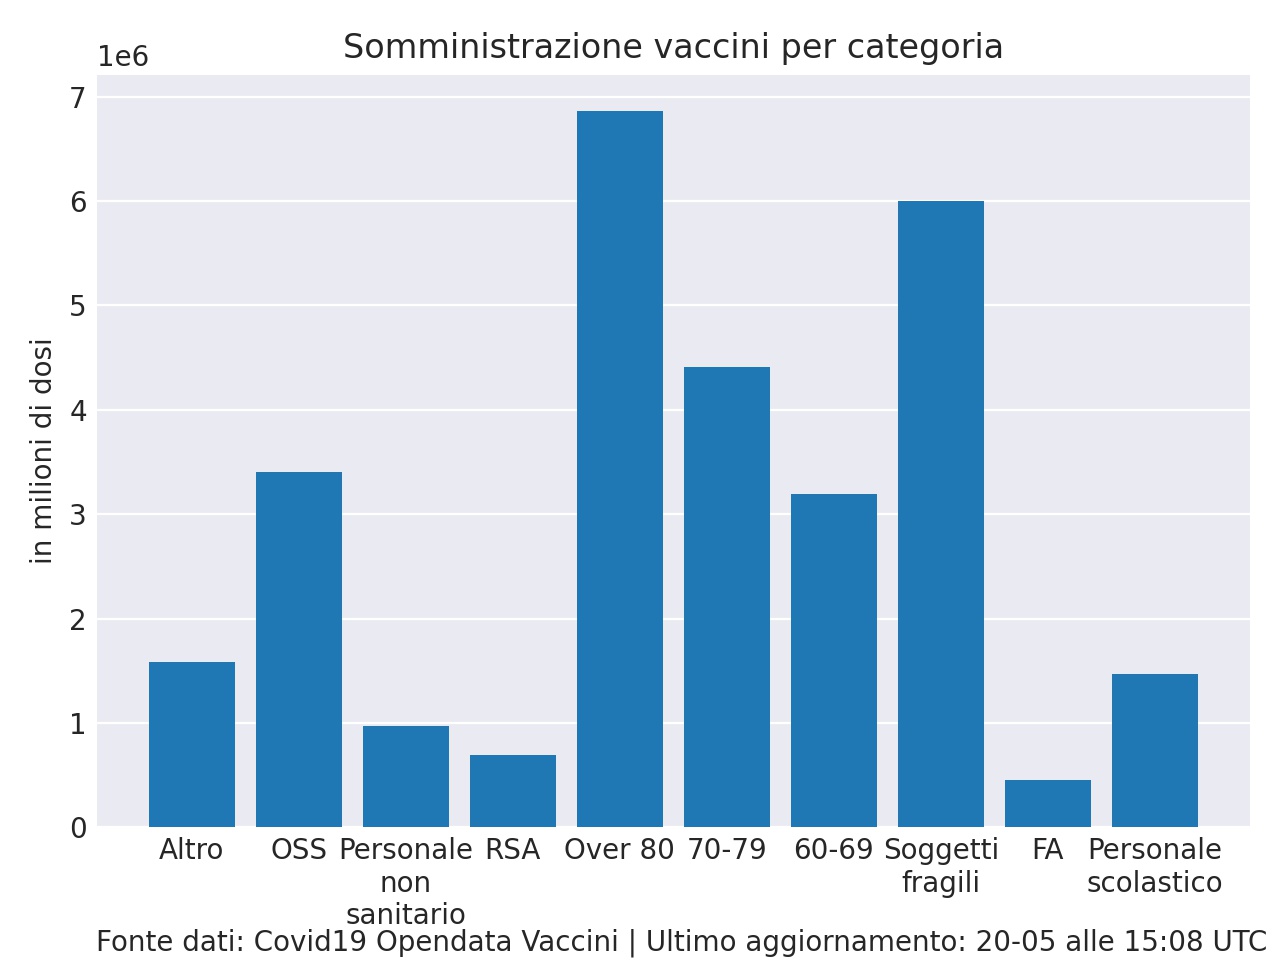 Somministrazione vaccini per categoria
1e6
7
6
5
4
3
2
1
0
in milioni di dosi
Altro OSS Personale RSA Over 80 70-79 60-69 Soggetti FA Personale
non fragili scolastico
sanitario
Fonte dati: Covid19 Opendata Vaccini | Ultimo aggiornamento: 20-05 alle 15:08 UTC